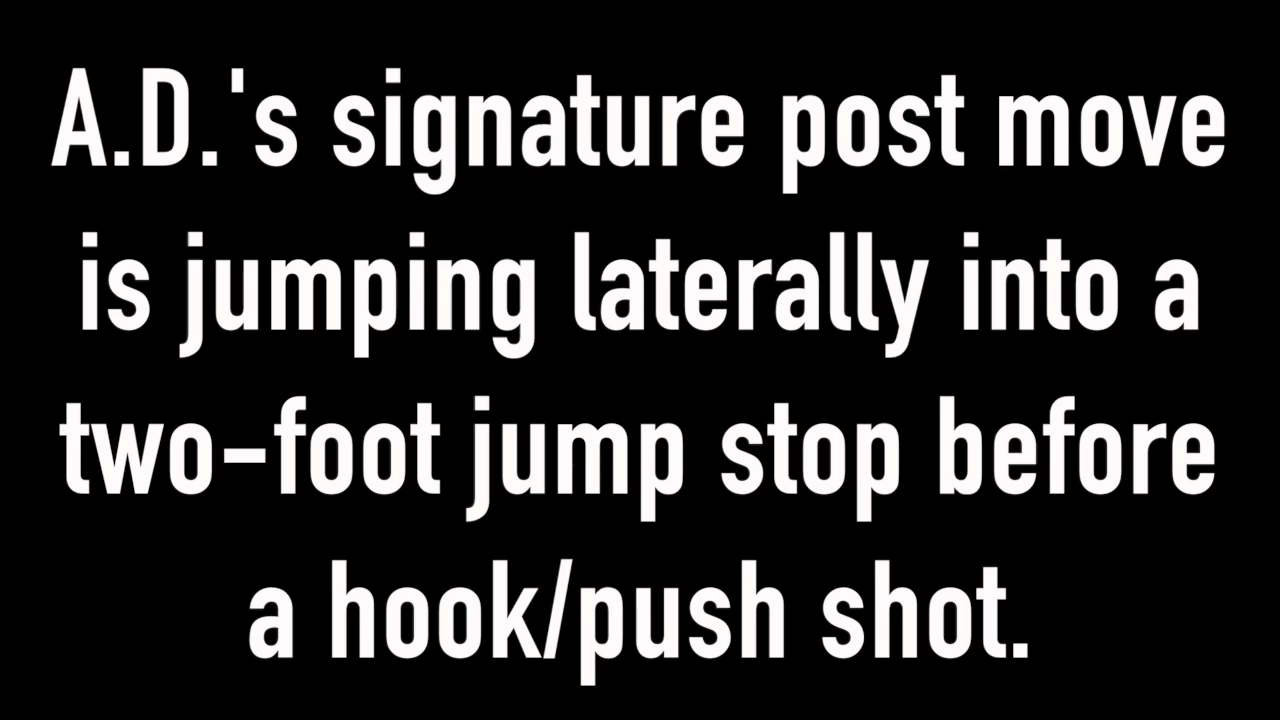 A.D.'s signature post move
is jumping laterally into a
two-foot jump stop before
a hook/push shot.